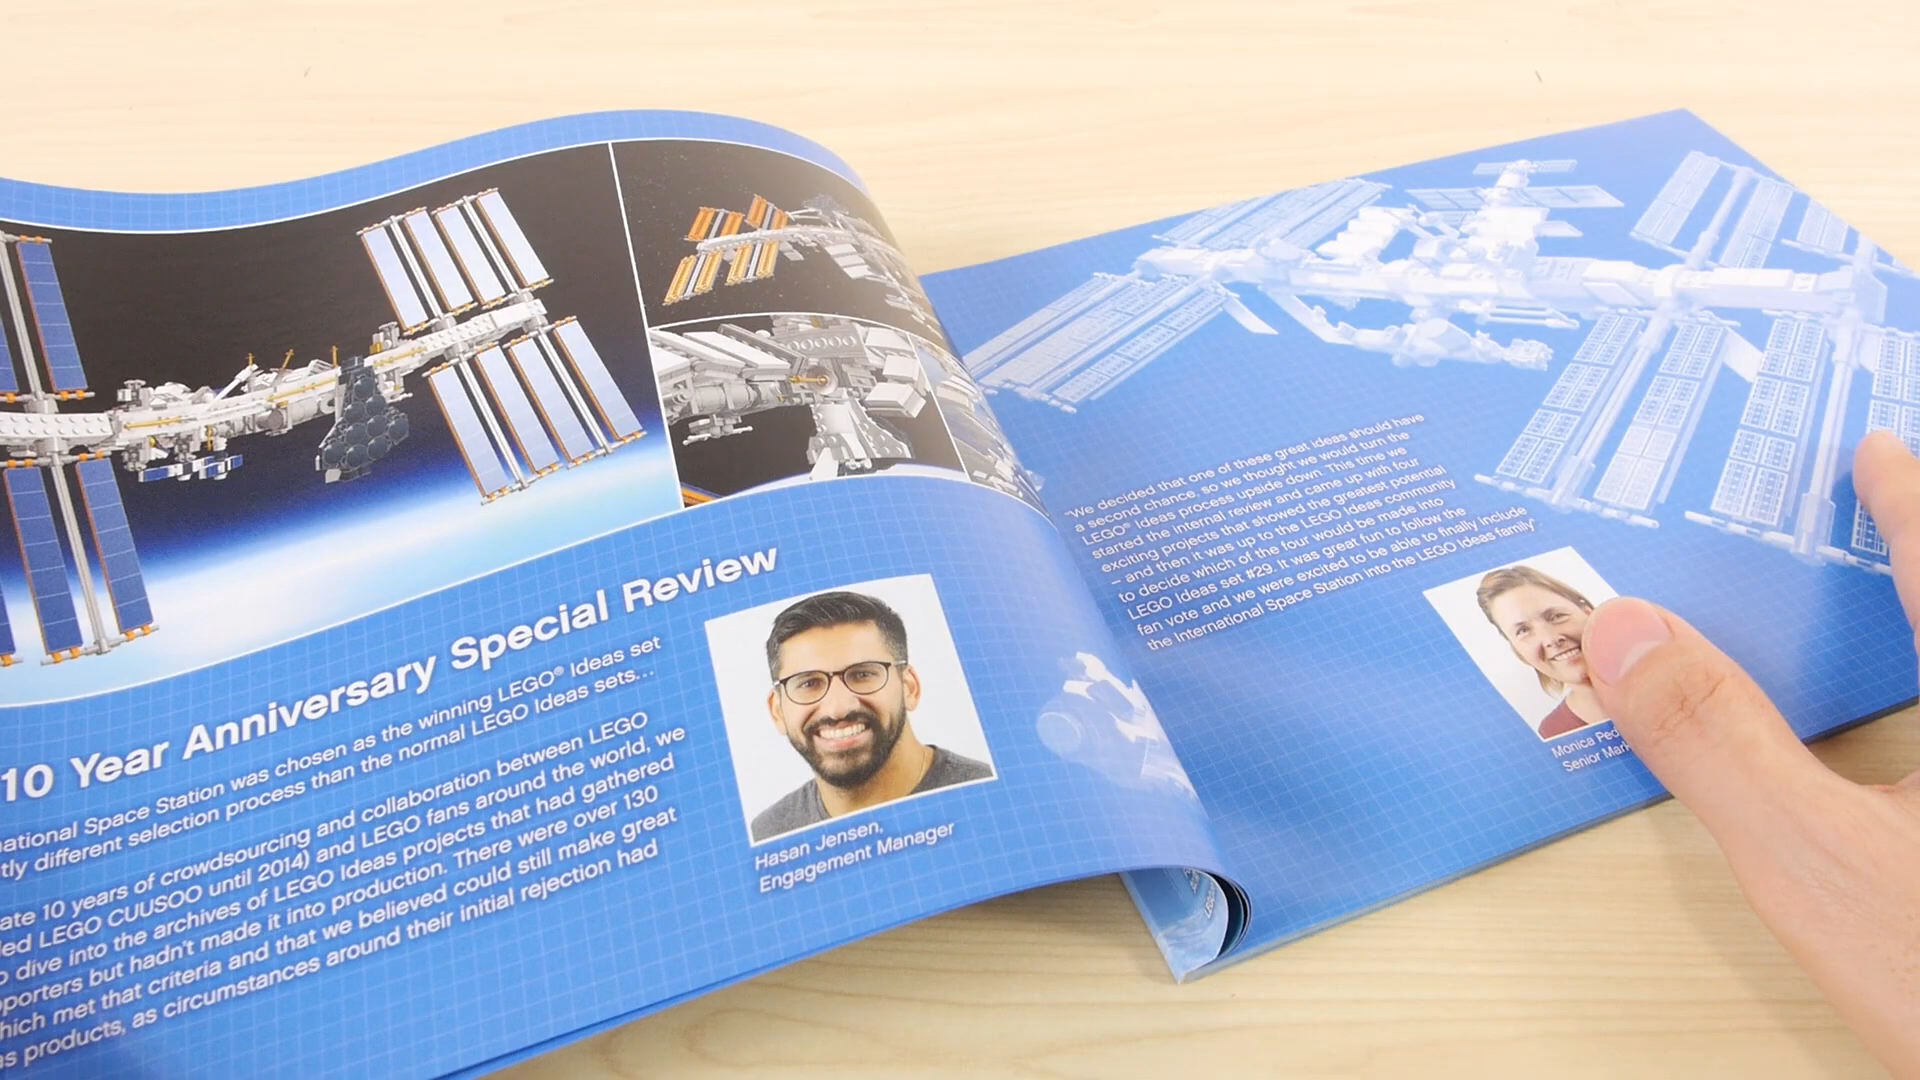 10 Year Anniversary Special Review
national Space Station was chosen as the winning LEGO® Ideas set
tly different selection process than the normal LEGO Ideas sets...
ate 10 years of crowdsourcing and collaboration between LEGO
led LEGO CUUSOO until 2014) and LEGO fans around the world, we
o dive into the archives of LEGO Ideas projects that had gathered
pporters but hadn't made it into production. There were over 130
hich met that criteria and that we believed could still make great
as products, as circumstances around their initial rejection had
Hasan Jensen,
Engagement Manager
"We decided that one of these great ideas should have
a second chance, so we thought we would turn the
LEGO® Ideas process upside down. This time we
started the internal review and came up with four
exciting projects that showed the greatest potential
– and then it was up to the LEGO Ideas community
to decide which of the four would be made into
LEGO Ideas set #29. It was great fun to follow the
fan vote and we were excited to be able to finally include
the International Space Station into the LEGO Ideas family".
Monica Ped
Senior Mark